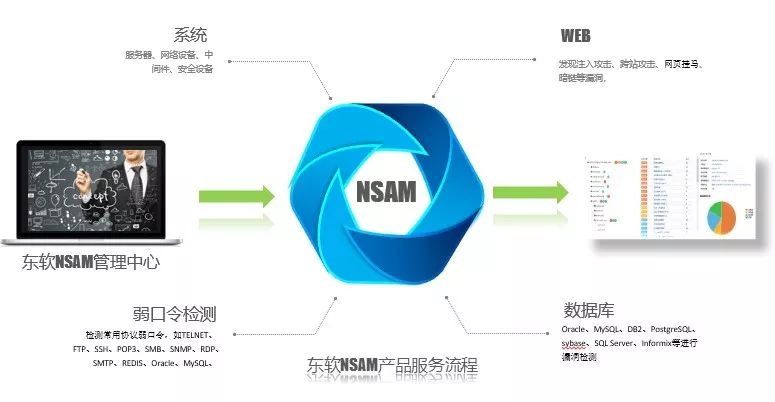 系统
服务器、网络设备、中
间件、安全设备
WEB
发现注入攻击、跨站攻击、网页挂马、
暗链等漏洞。
concept
NSAM
东软NSAM管理中心
弱口令检测
检测常用协议弱口令，如TELNET、
FTP、SSH、POP3、SMB、SNMP、RDP、
SMTP、REDIS、Oracle、MySQL、
东软NSAM产品服务流程
数据库
Oracle、MySQL、DB2、PostgreSQL、
sybase、SQL Server、Informix等进行
漏洞检测